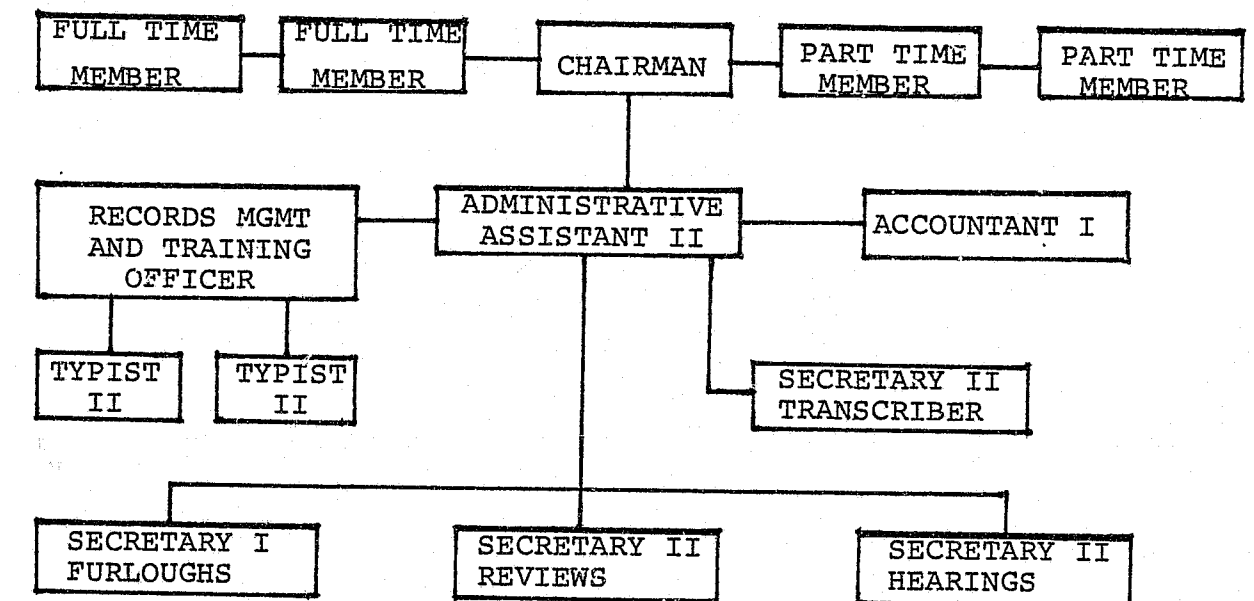 FULL TIME
MEMBER
FULL TIME
MEMBER
CHAIRMAN
PART TIME
MEMBER
PART TIME
MEMBER
RECORDS MGMT
AND TRAINING
OFFICER
ADMINISTRATIVE
ASSISTANT II
ACCOUNTANT I
TYPIST
II
TYPIST
II
SECRETARY II
TRANSCRIBER
SECRETARY I
FURLOUGHS
SECRETARY II
REVIEWS
SECRETARY II
HEARINGS